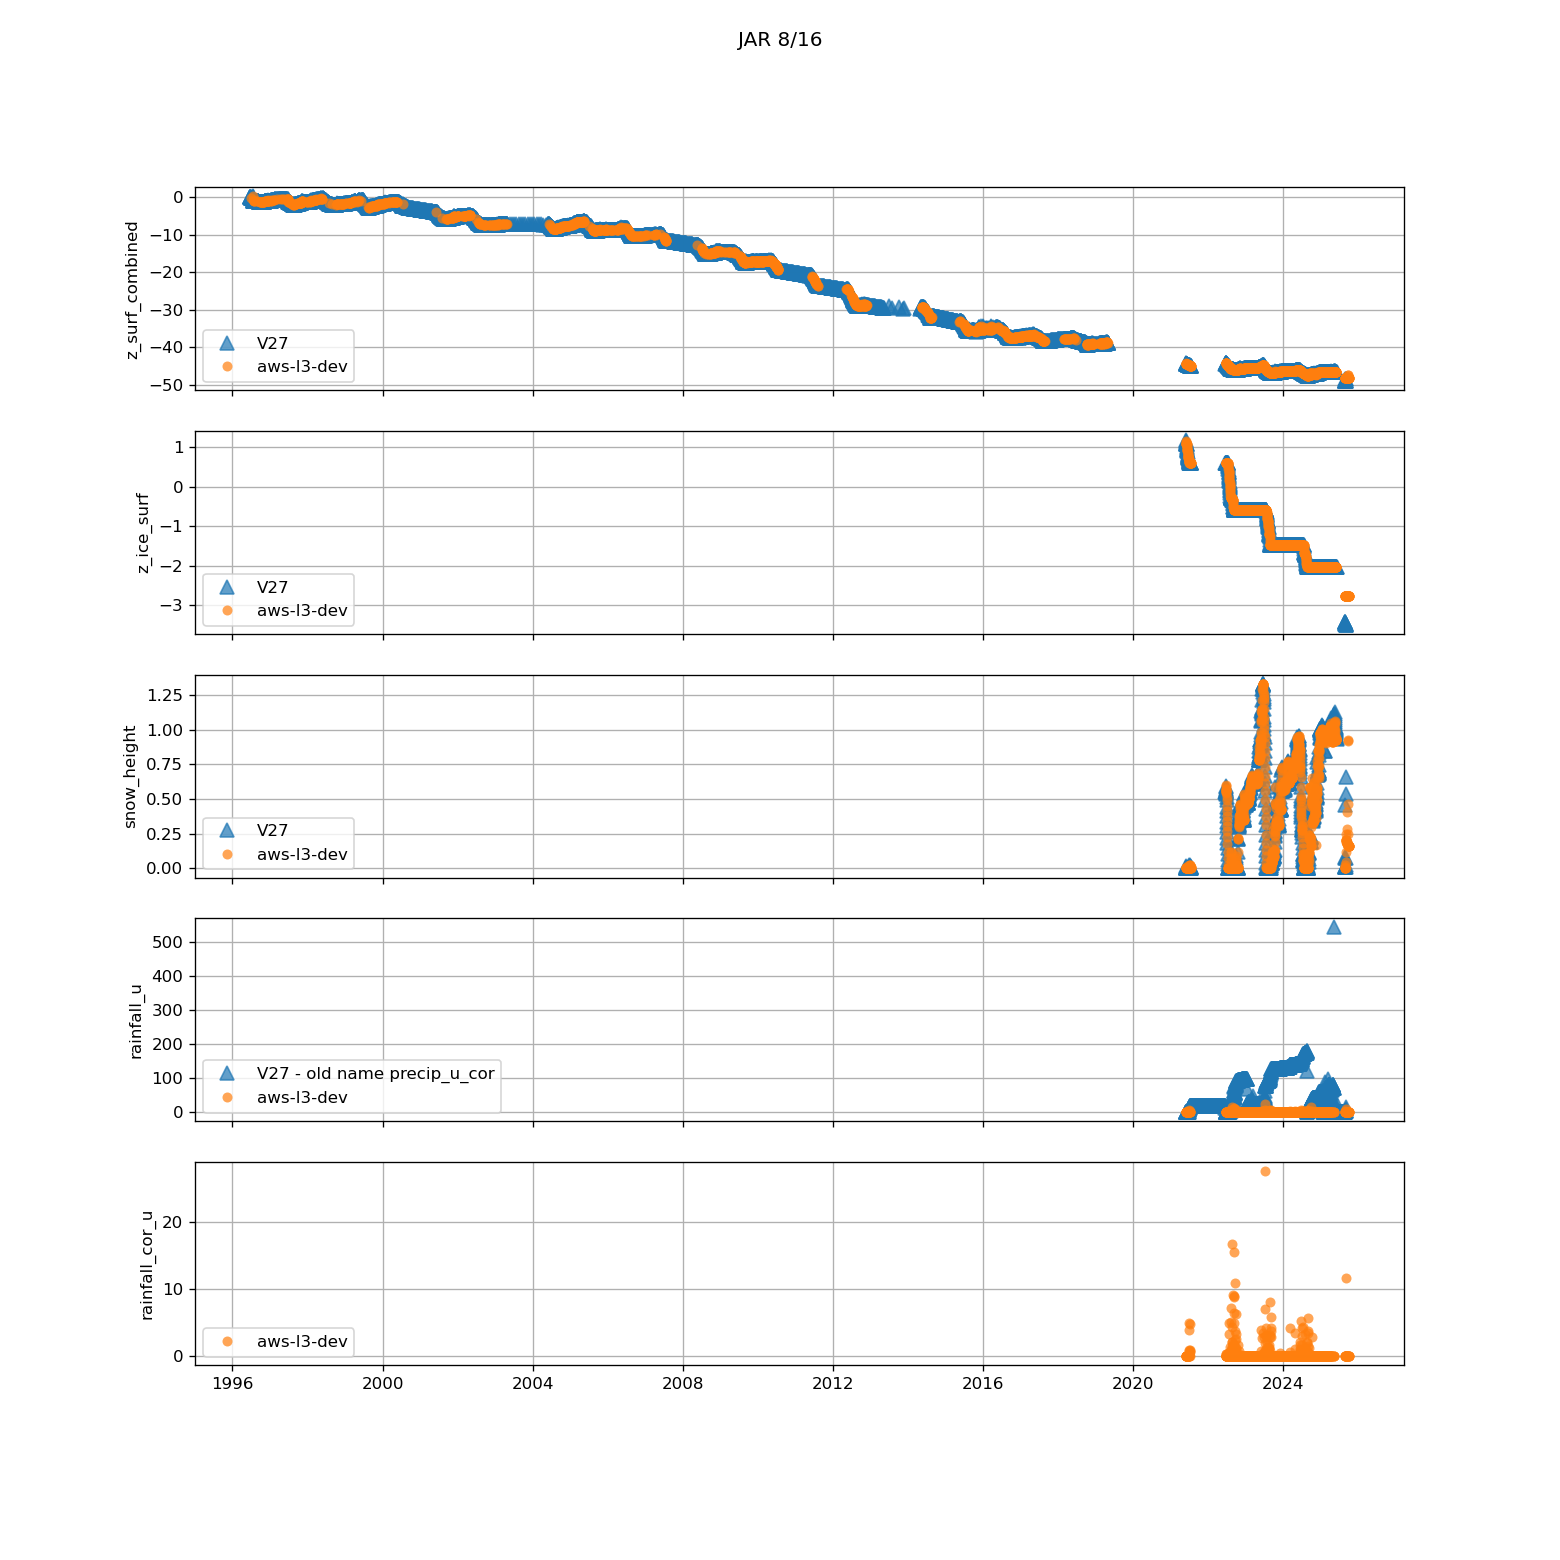 JAR 8/16
z_surf_combined
0
−10
−20
−30
−40
−50
V27
aws-l3-dev
z_ice_surf
1
0
−1
−2
−3
V27
aws-l3-dev
snow_height
1.25
1.00
0.75
0.50
0.25
0.00
V27
aws-l3-dev
rainfall_u
500
400
300
200
100
0
V27 - old name precip_u_cor
aws-l3-dev
rainfall_cor_u
20
10
0
aws-l3-dev
1996 2000 2004 2008 2012 2016 2020 2024